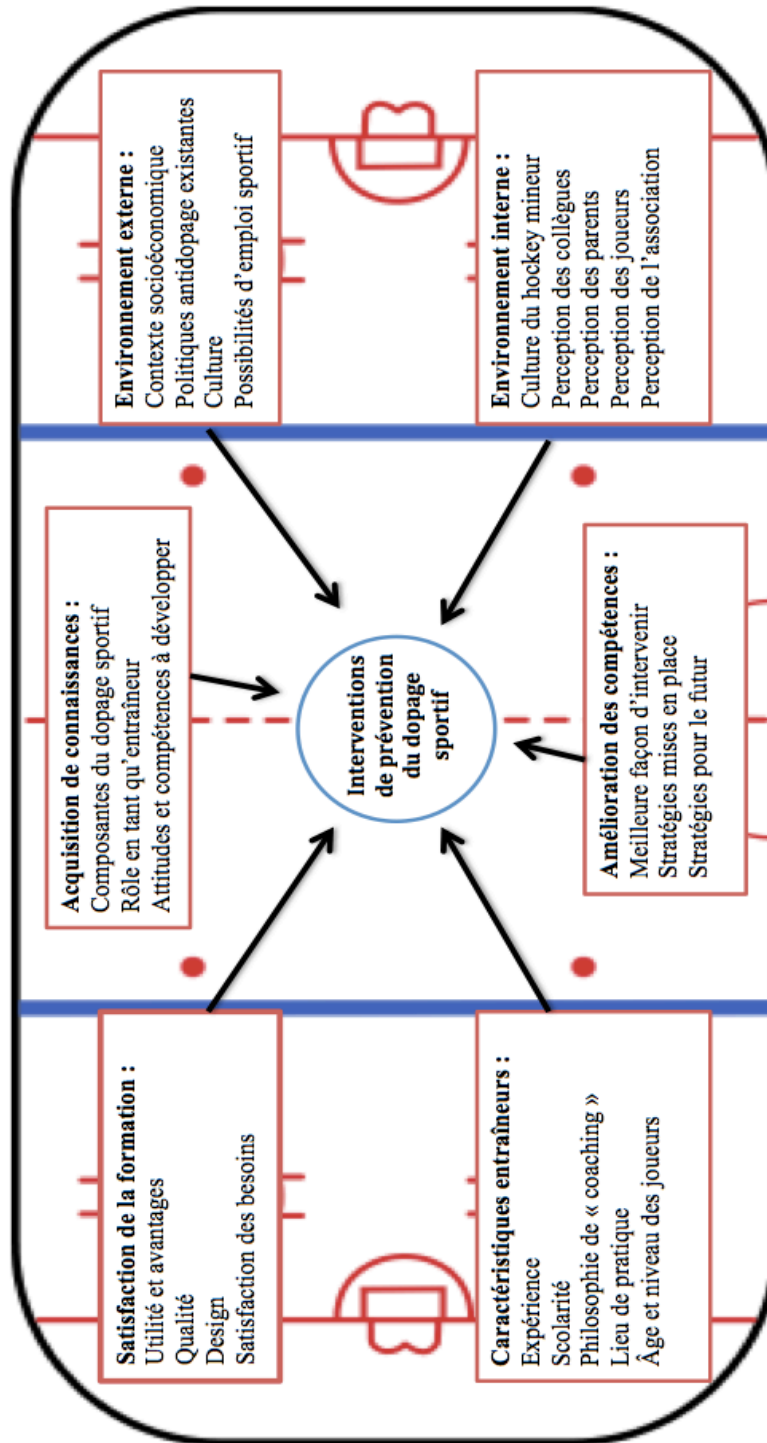 Satisfaction de la formation :
Utilité et avantages
Qualité
Design
Satisfaction des besoins
Acquisition de connaissances :
Composantes du dopage sportif
Rôle en tant qu’entraîneur
Attitudes et compétences à développer
Environnement externe :
Contexte socioéconomique
Politiques antidopage existantes
Culture
Possibilités d’emploi sportif
Interventions
de prévention
du dopage
sportif
Caractéristiques entraîneurs :
Expérience
Scolarité
Philosophie de « coaching »
Lieu de pratique
Âge et niveau des joueurs
Amélioration des compétences :
Meilleure façon d’intervenir
Stratégies mises en place
Stratégies pour le futur
Environnement interne :
Culture du hockey mineur
Perception des collègues
Perception des parents
Perception des joueurs
Perception de l’association